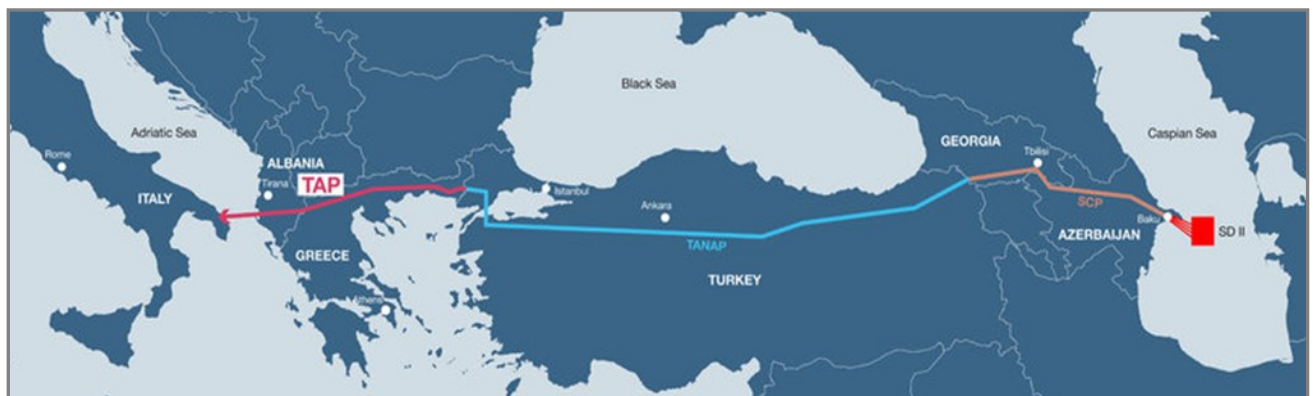 Black Sea
Adriatic Sea
Caspian Sea
GEORGIA
Tbilisi
Rome
ALBANIA
TAP
Tirana
Istanbul
ITALY
Ankara
SCP
Baku
AZERBAIJAN
SD II
TANAP
GREECE
TURKEY
Athens